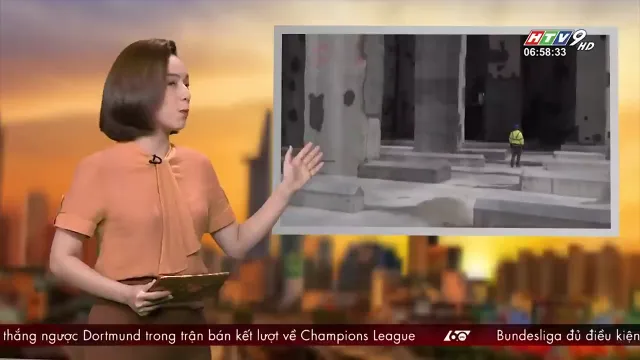 HTV9 HD
06:58:33
thắng ngược Dortmund trong trận bán kết lượt về Champions League
Bundesliga đủ điều kiện